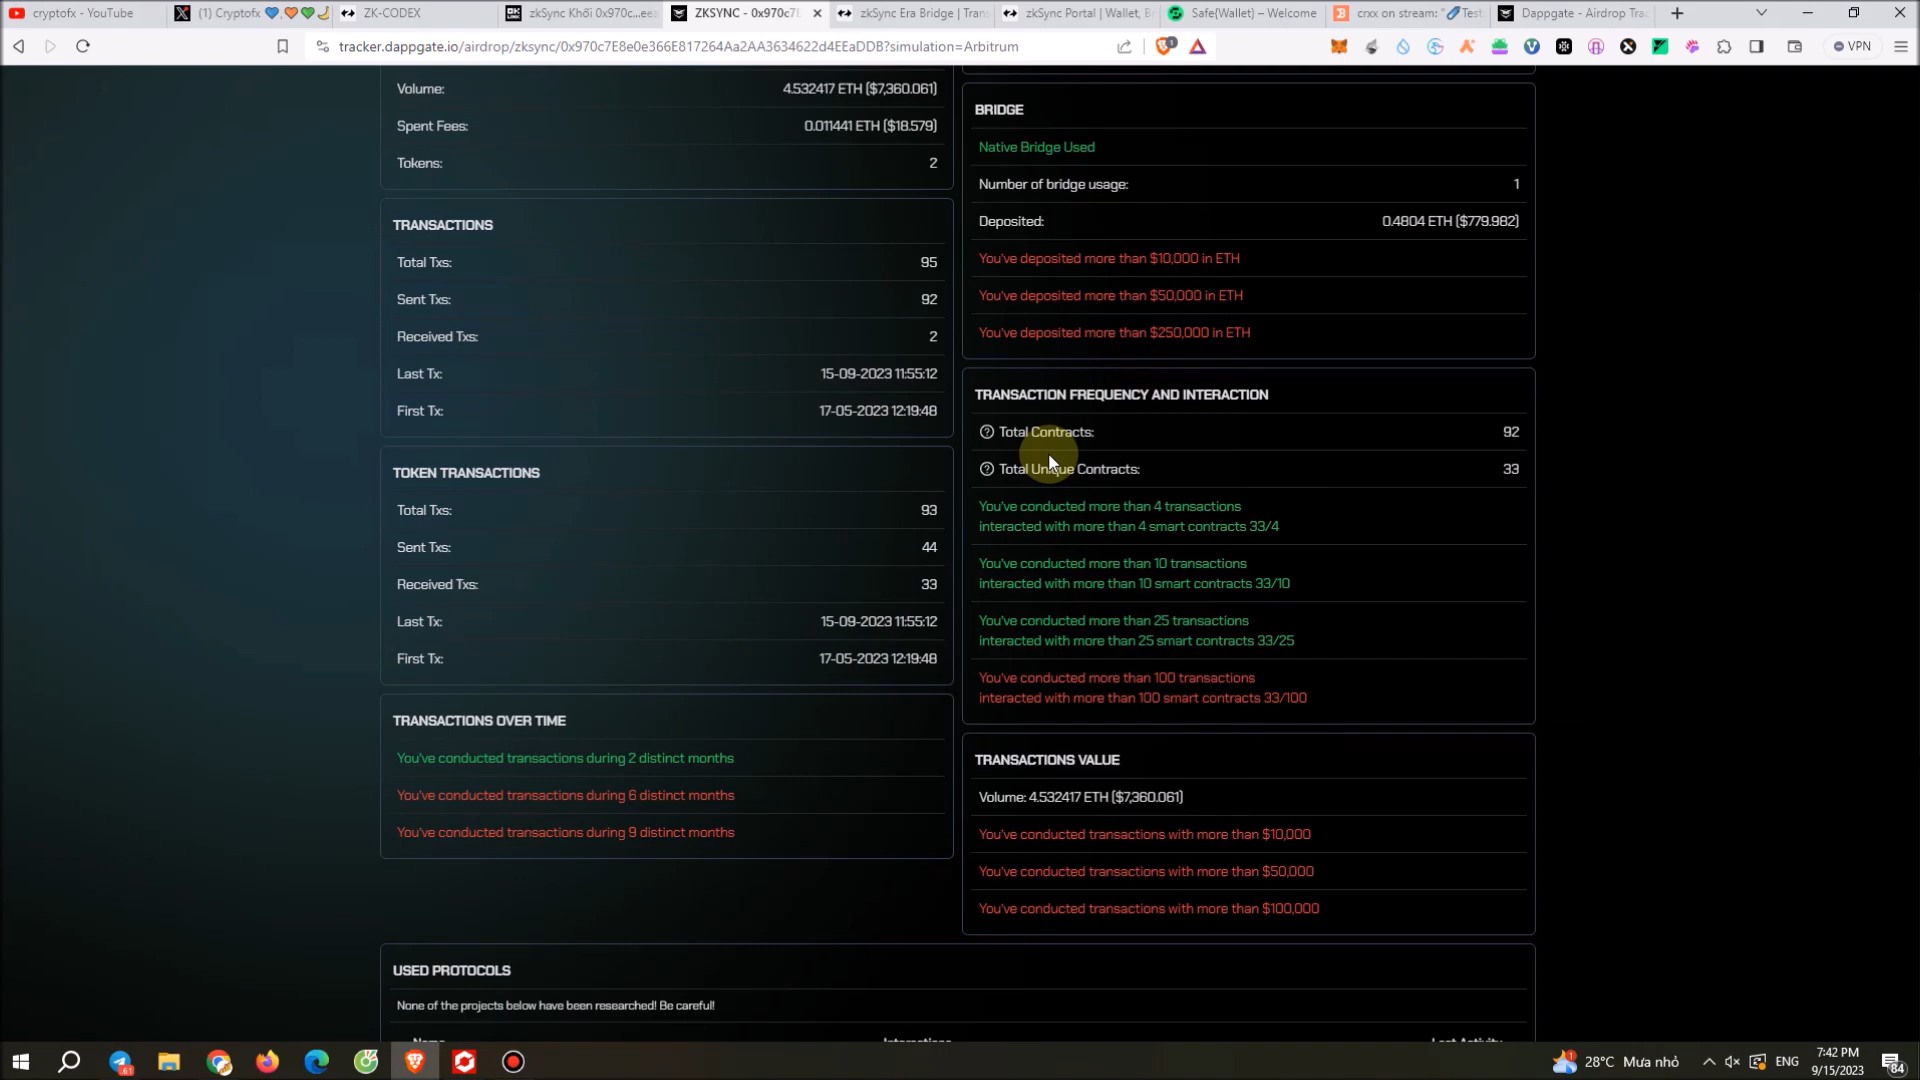 cryptofx - YouTube
(1) Cryptofx 💙,🧡💚🤳
ZK-CODEX
zkSync Khối 0x970c...eea
ZKSYNC - 0x970c7E
zkSync Era Bridge | Trans
zkSync Portal | Wallet, B
Safe{Wallet} – Welcome
crxx on stream: "🧷Test
Dappgate - Airdrop Trac
tracker.dappgate.io/airdrop/zksync/0x970c7E8e0e366E817264Aa2AA3634622d4EEaDDB?simulation=Arbitrum
1
VPN
Volume: 4.532417 ETH ($7,360.061)
Spent Fees: 0.011441 ETH ($18.579)
Tokens: 2
TRANSACTIONS
Total Txs: 95
Sent Txs: 92
Received Txs: 2
Last Tx: 15-09-2023 11:55:12
First Tx: 17-05-2023 12:19:48
TOKEN TRANSACTIONS
Total Txs: 93
Sent Txs: 44
Received Txs: 33
Last Tx: 15-09-2023 11:55:12
First Tx: 17-05-2023 12:19:48
TRANSACTIONS OVER TIME
You've conducted transactions during 2 distinct months
You've conducted transactions during 6 distinct months
You've conducted transactions during 9 distinct months
BRIDGE
Native Bridge Used
Number of bridge usage: 1
Deposited: 0.4804 ETH ($779.982)
You've deposited more than $10,000 in ETH
You've deposited more than $50,000 in ETH
You've deposited more than $250,000 in ETH
TRANSACTION FREQUENCY AND INTERACTION
Total Contracts: 92
Total Unique Contracts: 33
You've conducted more than 4 transactions
interacted with more than 4 smart contracts 33/4
You've conducted more than 10 transactions
interacted with more than 10 smart contracts 33/10
You've conducted more than 25 transactions
interacted with more than 25 smart contracts 33/25
You've conducted more than 100 transactions
interacted with more than 100 smart contracts 33/100
TRANSACTIONS VALUE
Volume: 4.532417 ETH ($7,360.061)
You've conducted transactions with more than $10,000
You've conducted transactions with more than $50,000
You've conducted transactions with more than $100,000
USED PROTOCOLS
None of the projects below have been researched! Be careful!
Name Interactions Last Activity
61
1
28°C Mưa nhỏ
ENG
7:42 PM
9/15/2023
84